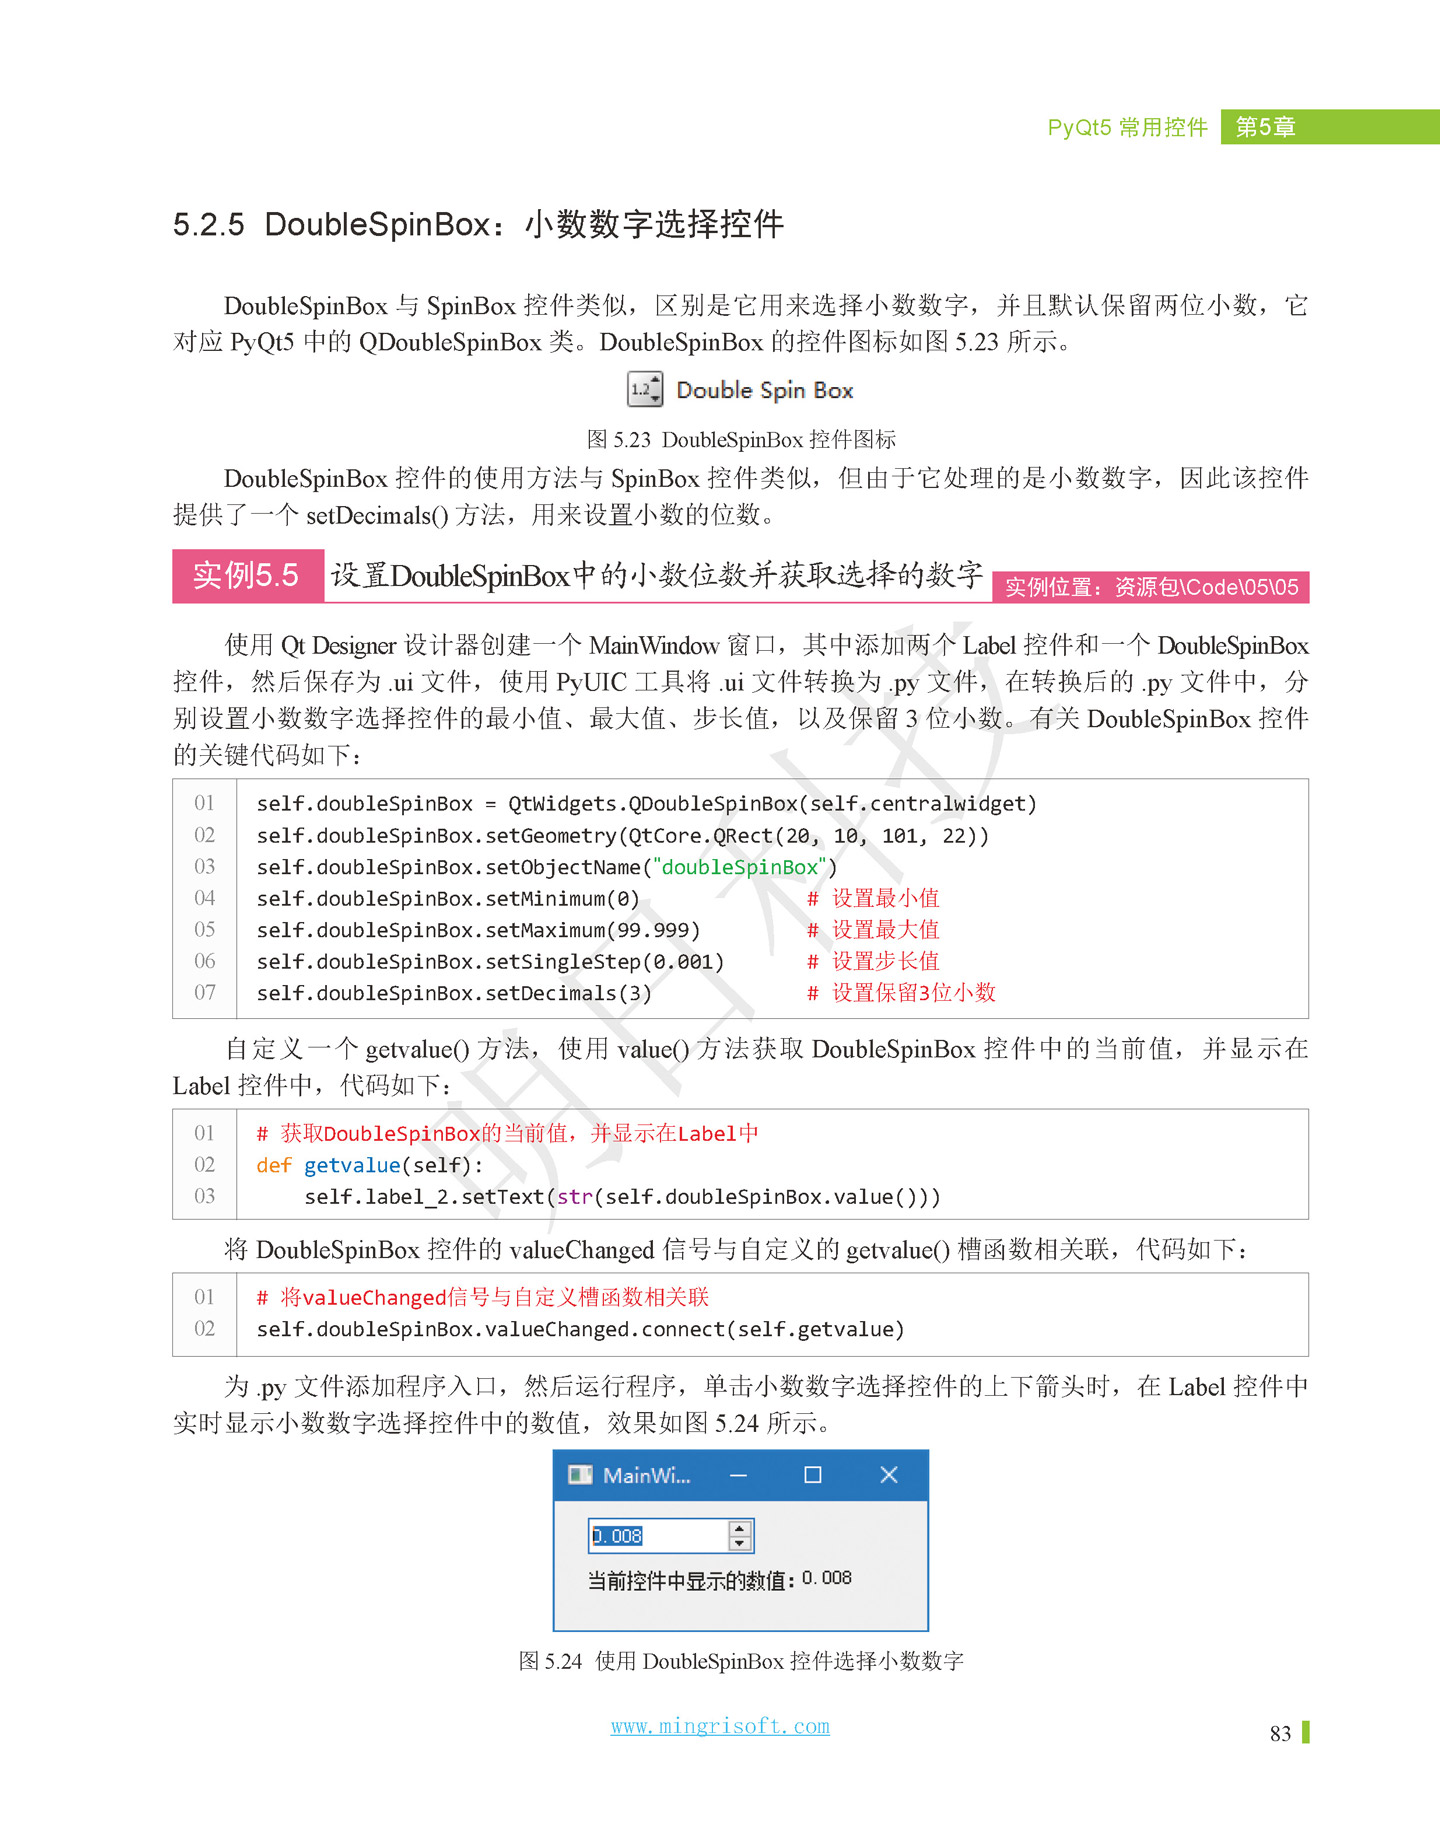 PyQt5 常用控件 第5章
5.2.5 DoubleSpinBox：小数数字选择控件
DoubleSpinBox 与 SpinBox 控件类似，区别是它用来选择小数数字，并且默认保留两位小数，它
对应 PyQt5 中的 QDoubleSpinBox 类。DoubleSpinBox 的控件图标如图 5.23 所示。
1.2 Double Spin Box
图 5.23 DoubleSpinBox 控件图标
DoubleSpinBox 控件的使用方法与 SpinBox 控件类似，但由于它处理的是小数数字，因此该控件
提供了一个 setDecimals() 方法，用来设置小数的位数。
实例5.5 设置DoubleSpinBox中的小数位数并获取选择的数字 实例位置：资源包\Code\05\05
使用 Qt Designer 设计器创建一个 MainWindow 窗口，其中添加两个 Label 控件和一个 DoubleSpinBox
控件，然后保存为 .ui 文件，使用 PyUIC 工具将 .ui 文件转换为 .py 文件，在转换后的 .py 文件中，分
别设置小数数字选择控件的最小值、最大值、步长值，以及保留 3 位小数。有关 DoubleSpinBox 控件
的关键代码如下：
01 self.doubleSpinBox = QtWidgets.QDoubleSpinBox(self.centralwidget)
02 self.doubleSpinBox.setGeometry(QtCore.QRect(20, 10, 101, 22))
03 self.doubleSpinBox.setObjectName("doubleSpinBox")
04 self.doubleSpinBox.setMinimum(0) # 设置最小值
05 self.doubleSpinBox.setMaximum(99.999) # 设置最大值
06 self.doubleSpinBox.setSingleStep(0.001) # 设置步长值
07 self.doubleSpinBox.setDecimals(3) # 设置保留3位小数
自定义一个 getvalue() 方法，使用 value() 方法获取 DoubleSpinBox 控件中的当前值，并显示在
Label 控件中，代码如下：
01 # 获取DoubleSpinBox的当前值，并显示在Label中
02 def getvalue(self):
03 self.label_2.setText(str(self.doubleSpinBox.value()))
将 DoubleSpinBox 控件的 valueChanged 信号与自定义的 getvalue() 槽函数相关联，代码如下：
01 # 将valueChanged信号与自定义槽函数相关联
02 self.doubleSpinBox.valueChanged.connect(self.getvalue)
为 .py 文件添加程序入口，然后运行程序，单击小数数字选择控件的上下箭头时，在 Label 控件中
实时显示小数数字选择控件中的数值，效果如图 5.24 所示。
MainWi...
0.008
当前控件中显示的数值：0.008
图 5.24 使用 DoubleSpinBox 控件选择小数数字
www.mingrisoft.com
83
明日科技